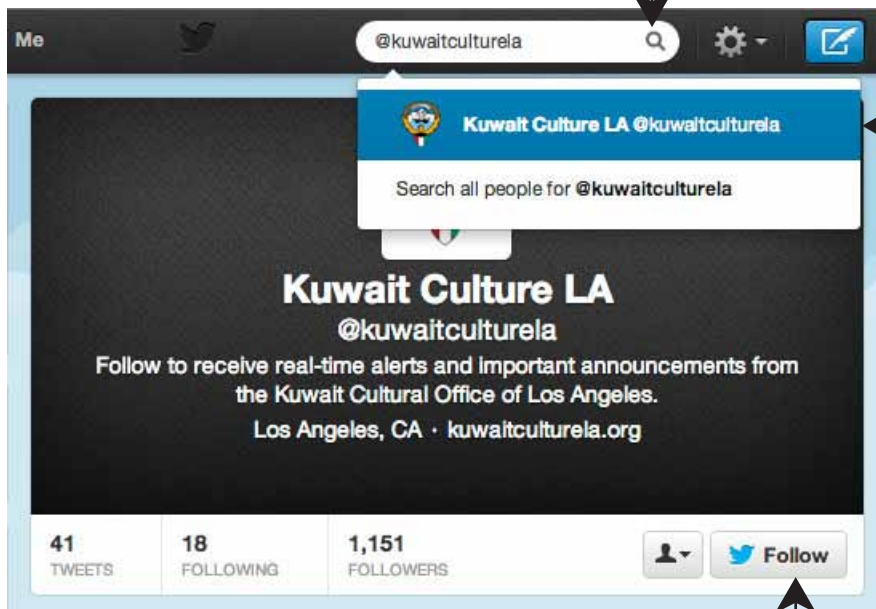 Me
@kuwaitculturela
Kuwait Culture LA @kuwaitculturela
Search all people for @kuwaitculturela
Kuwait Culture LA
@kuwaitculturela
Follow to receive real-time alerts and important announcements from
the Kuwait Cultural Office of Los Angeles.
Los Angeles, CA · kuwaitculturela.org
41
TWEETS
18
FOLLOWING
1,151
FOLLOWERS
Follow